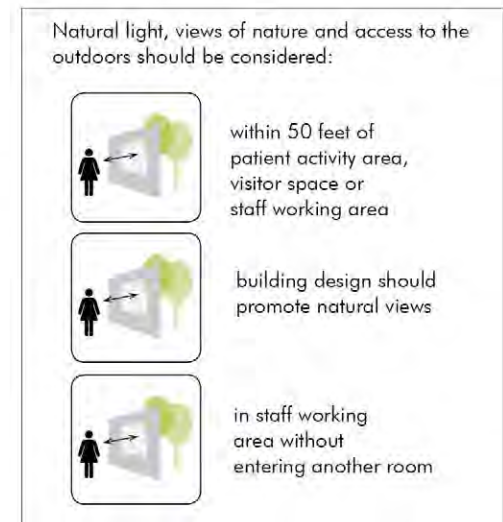 Natural light, views of nature and access to the
outdoors should be considered:
within 50 feet of
patient activity area,
visitor space or
staff working area
building design should
promote natural views
in staff working
area without
entering another room